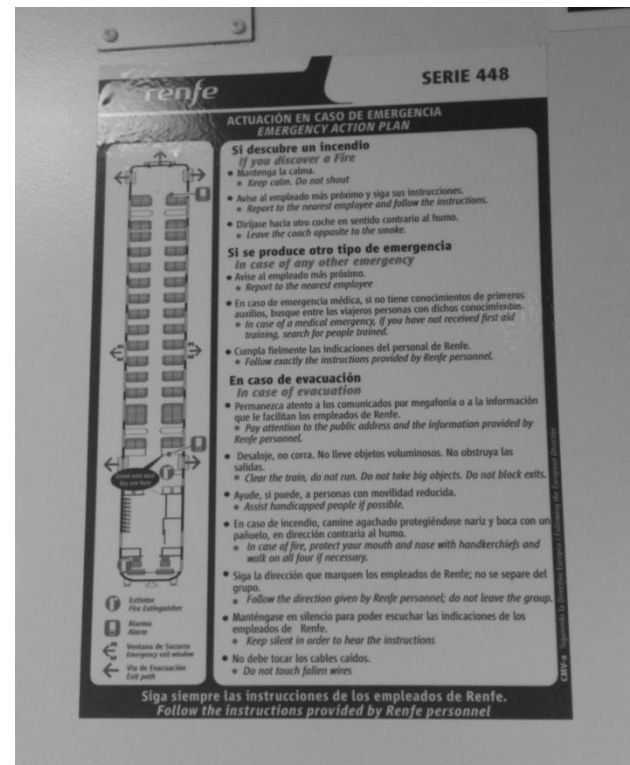 renfe
SERIE 448
ACTUACIÓN EN CASO DE EMERGENCIA
EMERGENCY ACTION PLAN
Si descubre un incendio
If you discover a Fire
• Mantenga la calma.
• Keep calm. Do not shout
• Avise al empleado más próximo y siga sus instrucciones.
• Report to the nearest employee and follow the instructions.
• Diríjase hacia otro coche en sentido contrario al humo.
• Leave the coach opposite to the smoke.
Si se produce otro tipo de emergencia
In case of any other emergency
• Avise al empleado más próximo.
• Report to the nearest employee
• En caso de emergencia médica, si no tiene conocimientos de primeros
auxilios, busque entre los viajeros personas con dichos conocimientos.
• In case of a medical emergency, if you have not received first aid
training, search for people trained.
• Cumpla fielmente las indicaciones del personal de Renfe.
• Follow exactly the instructions provided by Renfe personnel.
En caso de evacuación
In case of evacuation
• Permanezca atento a los comunicados por megafonía o a la información
que le facilitan los empleados de Renfe.
• Pay attention to the public address and the information provided by
Renfe personnel.
• Desaloje, no corra. No lleve objetos voluminosos. No obstruya las
salidas.
• Clear the train, do not run. Do not take big objects. Do not block exits.
• Ayude, si puede, a personas con movilidad reducida.
• Assist handicapped people if possible.
• En caso de incendio, camine agachado protegiéndose nariz y boca con un
pañuelo, en dirección contraria al humo.
• In case of fire, protect your mouth and nose with handkerchiefs and
walk on all four if necessary.
• Siga la dirección que marquen los empleados de Renfe; no se separe del
grupo.
• Follow the direction given by Renfe personnel; do not leave the group.
• Manténgase en silencio para poder escuchar las indicaciones de los
empleados de Renfe.
• Keep silent in order to hear the instructions
• No debe tocar los cables caídos.
• Do not touch fallen wires
Usted está aquí
You are here
Extintor
Fire Extinguisher
Alarma
Alarm
Ventana de Socorro
Emergency exit window
Vía de Evacuación
Exit path
CMV-a Siguiendo la Directiva Europea / Following the European Directive
Siga siempre las instrucciones de los empleados de Renfe.
Follow the instructions provided by Renfe personnel